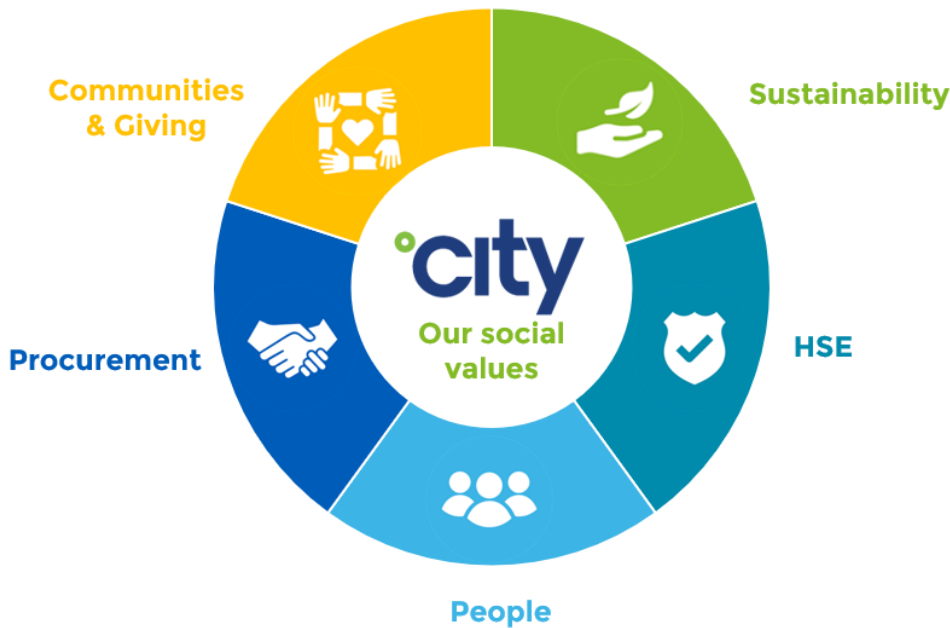 Communities
& Giving
Sustainability
°city
Our social
values
Procurement
HSE
People